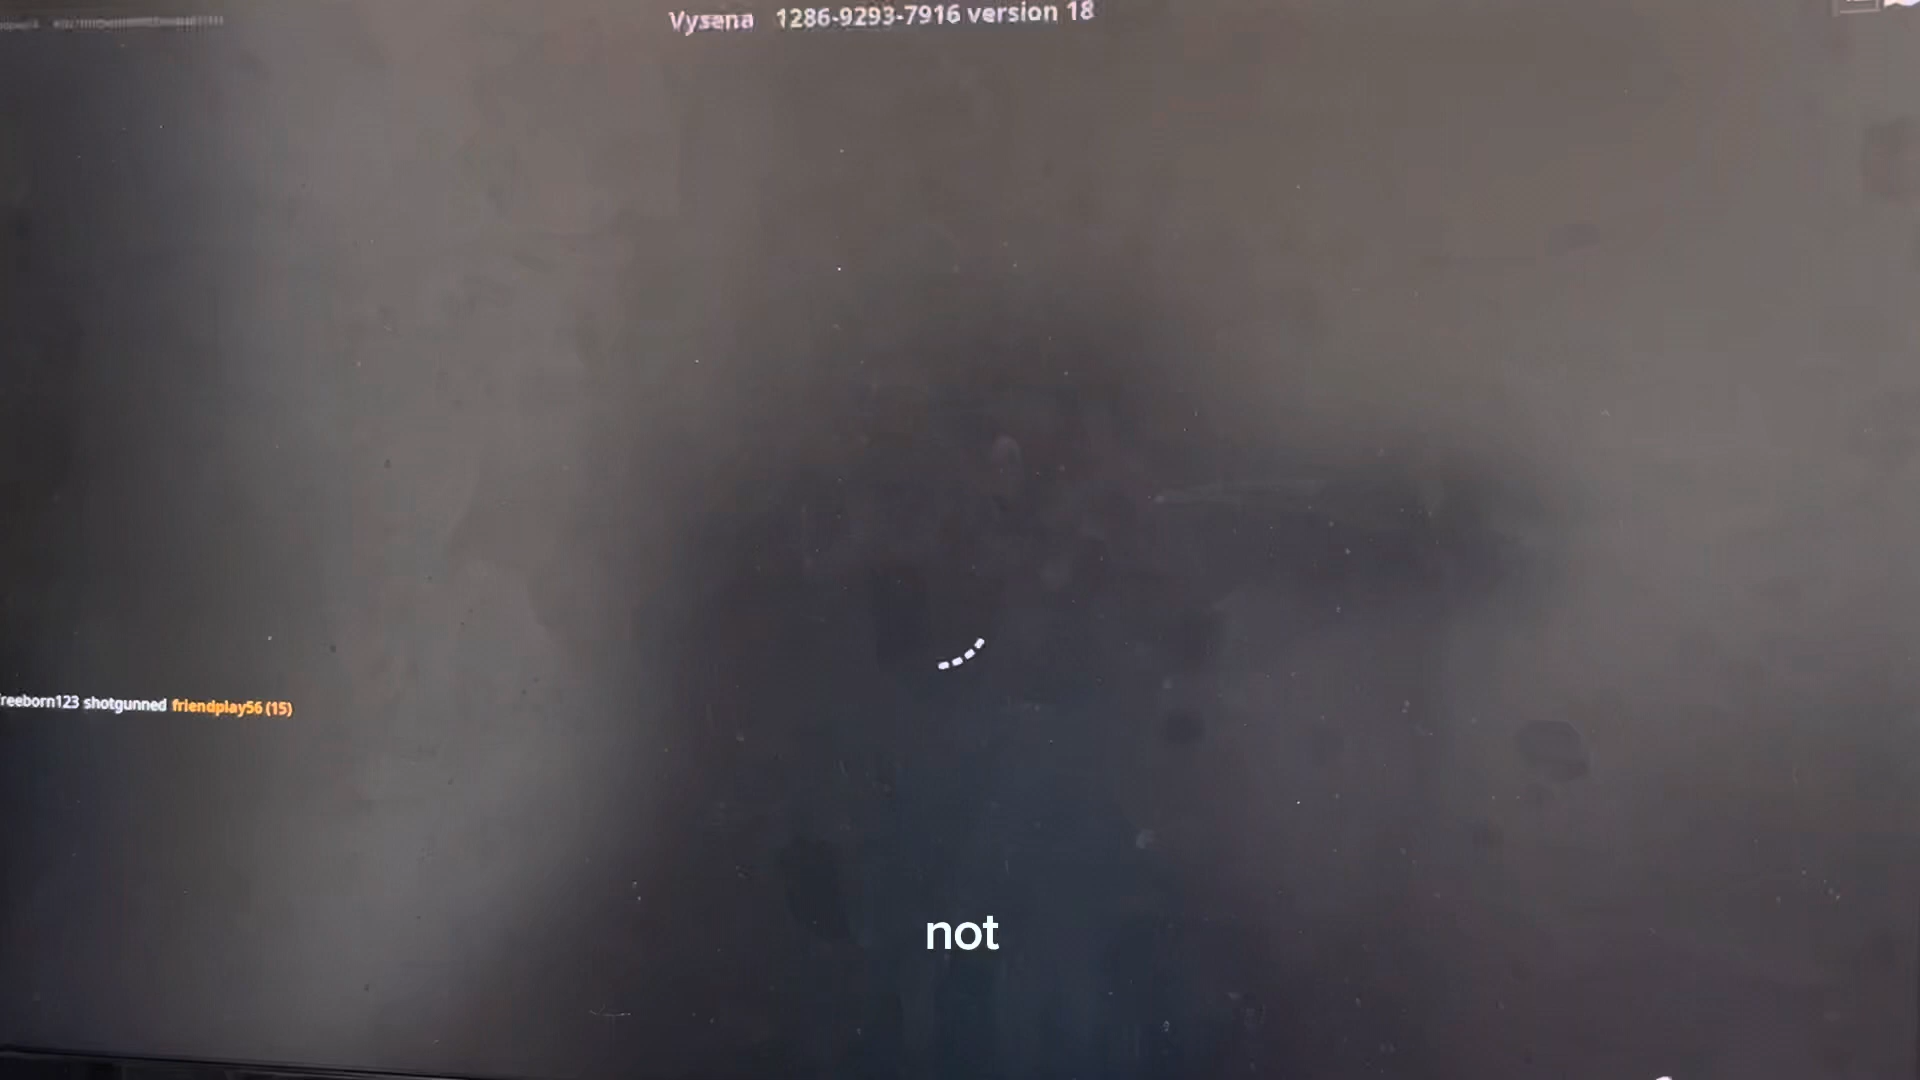 Vysena 1286-9293-7916 version 18
reeborn123 shotgunned friendplay56 (15)
not